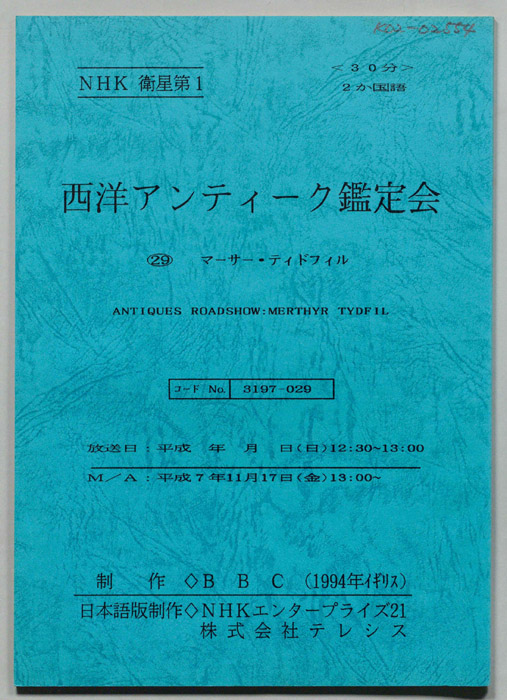 KSU-02554
NHK 衛星第1
<30分>
2か国語
西洋アンティーク鑑定会
㉙ マーサー・ティドフィル
ANTIQUES ROADSHOW:MERTHYR TYDFIL
コード No. 3197-029
放送日:平成 年 月 日(日)12:30~13:00
M/A:平成7年11月17日(金)13:00~
制 作◇BBC (1994年イギリス)
日本語版制作◇NHKエンタープライズ21
株式会社テレシス